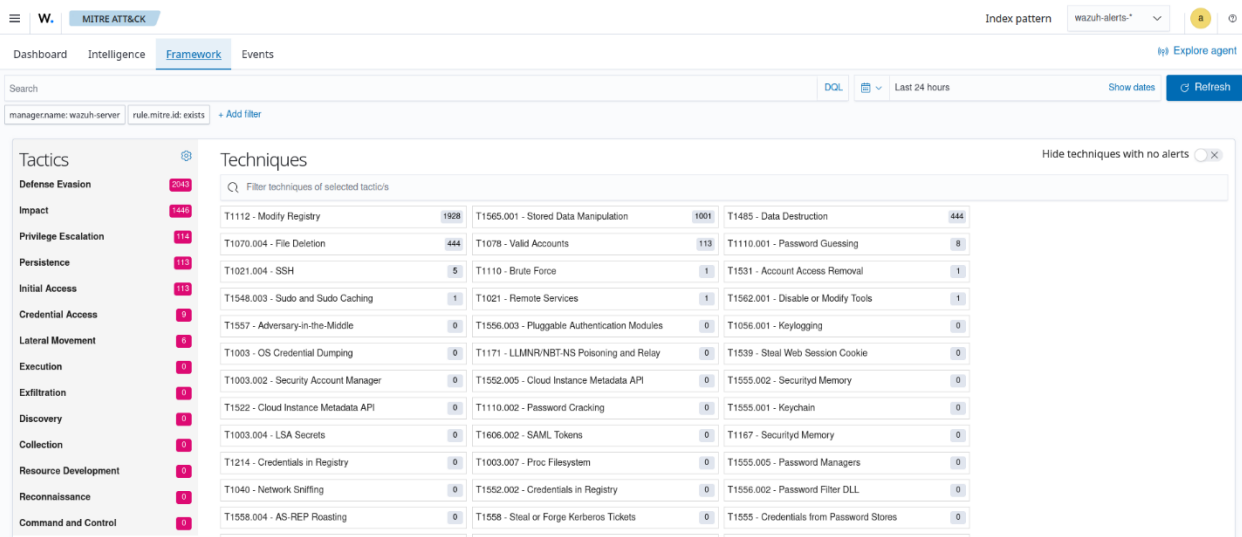 W. MITRE ATT&CK Index pattern wazuh-alerts-* a
Dashboard Intelligence Framework Events Explore agent
Search DQL Last 24 hours Show dates Refresh
manager.name: wazuh-server rule.mitre.id: exists + Add filter
Tactics
Defense Evasion 2043
Impact 1446
Privilege Escalation 114
Persistence 113
Initial Access 113
Credential Access 9
Lateral Movement 6
Execution 0
Exfiltration 0
Discovery 0
Collection 0
Resource Development 0
Reconnaissance 0
Command and Control 0
Techniques Hide techniques with no alerts
Filter techniques of selected tactic/s
T1112 - Modify Registry 1928 T1565.001 - Stored Data Manipulation 1001 T1485 - Data Destruction 444
T1070.004 - File Deletion 444 T1078 - Valid Accounts 113 T1110.001 - Password Guessing 8
T1021.004 - SSH 5 T1110 - Brute Force 1 T1531 - Account Access Removal 1
T1548.003 - Sudo and Sudo Caching 1 T1021 - Remote Services 1 T1562.001 - Disable or Modify Tools 1
T1557 - Adversary-in-the-Middle 0 T1556.003 - Pluggable Authentication Modules 0 T1056.001 - Keylogging 0
T1003 - OS Credential Dumping 0 T1171 - LLMNR/NBT-NS Poisoning and Relay 0 T1539 - Steal Web Session Cookie 0
T1003.002 - Security Account Manager 0 T1552.005 - Cloud Instance Metadata API 0 T1555.002 - Securityd Memory 0
T1522 - Cloud Instance Metadata API 0 T1110.002 - Password Cracking 0 T1555.001 - Keychain 0
T1003.004 - LSA Secrets 0 T1606.002 - SAML Tokens 0 T1167 - Securityd Memory 0
T1214 - Credentials in Registry 0 T1003.007 - Proc Filesystem 0 T1555.005 - Password Managers 0
T1040 - Network Sniffing 0 T1552.002 - Credentials in Registry 0 T1556.002 - Password Filter DLL 0
T1558.004 - AS-REP Roasting 0 T1558 - Steal or Forge Kerberos Tickets 0 T1555 - Credentials from Password Stores 0